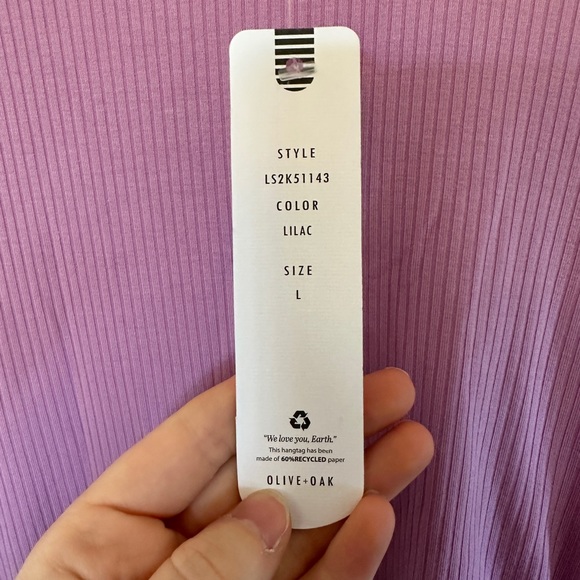 STYLE
LS2K51143
COLOR
LILAC
SIZE
L
"We love you, Earth."
This hangtag has been
made of 60%RECYCLED paper
OLIVE+OAK